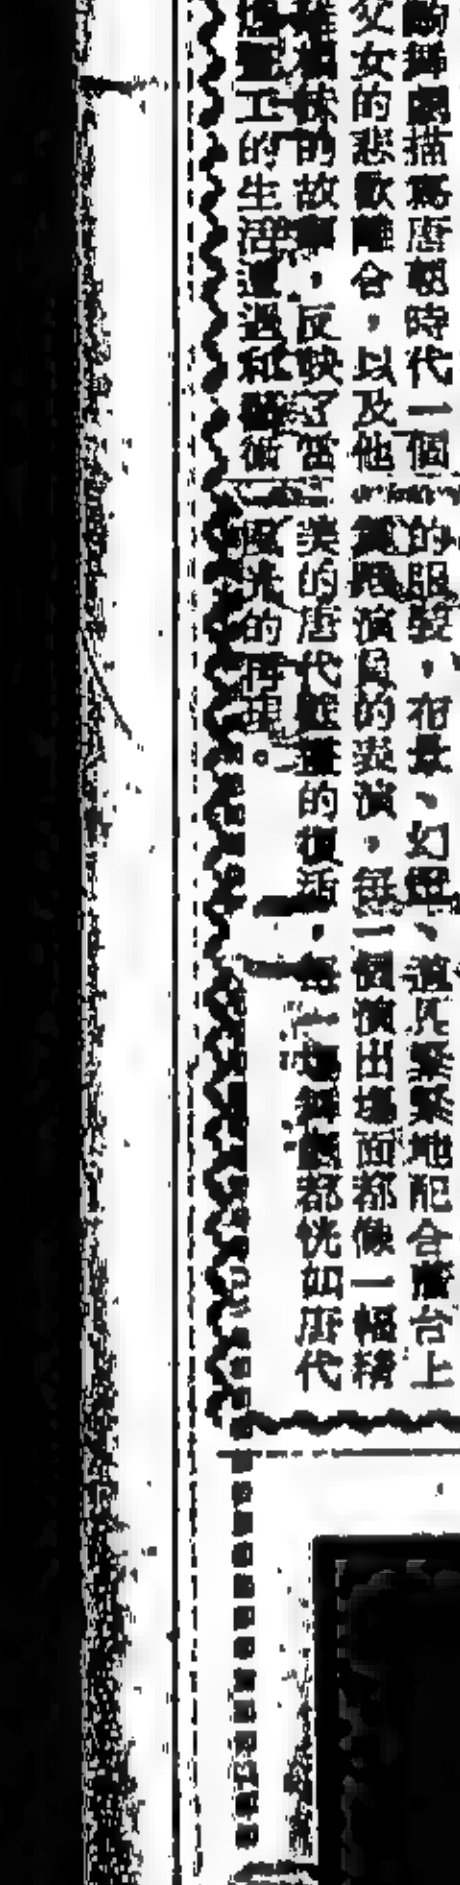 動舞劇描寫唐朝時代一個
父女的悲歡離合，以及他
的故事，反映了當
工的生活遭遇和藝術
的服裝，布景、幻燈、道具緊緊地配合舞台上
演員的表演，每一個演出場面都像一幅精
美的唐代壁畫的復活，每一場舞劇都恍如唐代
風光的再現。